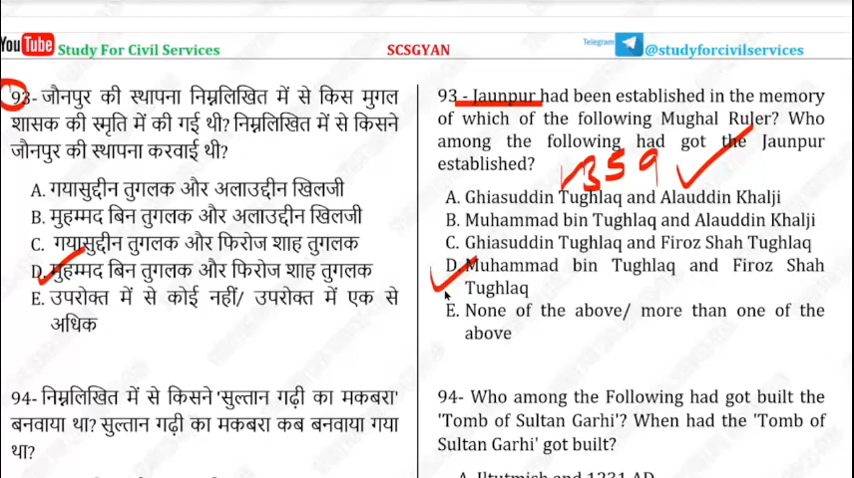 You Tube Study For Civil Services
SCSGYAN
Telegram @studyforcivilservices
93- जौनपुर की स्थापना निम्नलिखित में से किस मुगल
शासक की स्मृति में की गई थी? निम्नलिखित में से किसने
जौनपुर की स्थापना करवाई थी?
A. गयासुद्दीन तुगलक और अलाउद्दीन खिलजी
B. मुहम्मद बिन तुगलक और अलाउद्दीन खिलजी
C. गयासुद्दीन तुगलक और फिरोज शाह तुगलक
D. मुहम्मद बिन तुगलक और फिरोज शाह तुगलक
E. उपरोक्त में से कोई नहीं/ उपरोक्त में एक से
अधिक
94- निम्नलिखित में से किसने 'सुल्तान गढ़ी का मकबरा'
बनवाया था? सुल्तान गढ़ी का मकबरा कब बनवाया गया
था?
93 - Jaunpur had been established in the memory
of which of the following Mughal Ruler? Who
among the following had got the Jaunpur
established?
1359
A. Ghiasuddin Tughlaq and Alauddin Khalji
B. Muhammad bin Tughlaq and Alauddin Khalji
C. Ghiasuddin Tughlaq and Firoz Shah Tughlaq
D. Muhammad bin Tughlaq and Firoz Shah
Tughlaq
E. None of the above/ more than one of the
above
94- Who among the Following had got built the
'Tomb of Sultan Garhi'? When had the 'Tomb of
Sultan Garhi' got built?
A. Iltutmish and 1231 AD